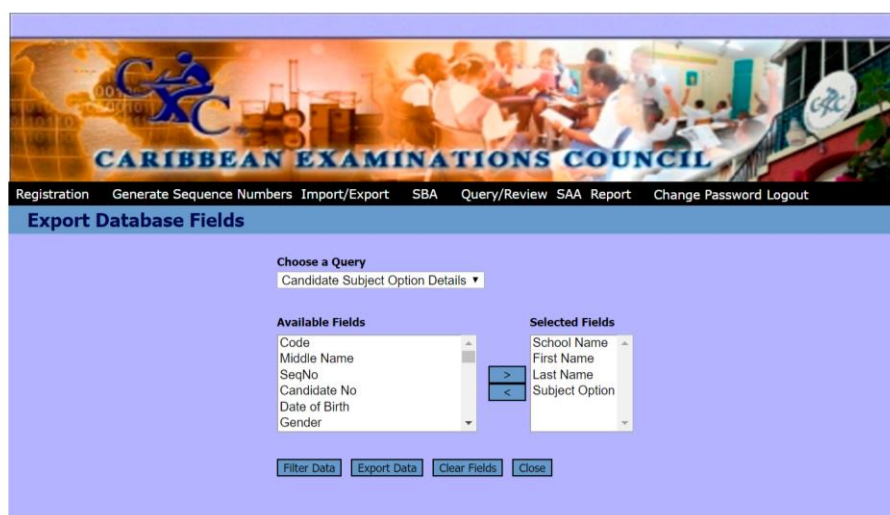 CXC
CXC
CARIBBEAN EXAMINATIONS COUNCIL
Registration Generate Sequence Numbers Import/Export SBA Query/Review SAA Report Change Password Logout
Export Database Fields
Choose a Query
Candidate Subject Option Details
Available Fields
Code
Middle Name
SeqNo
Candidate No
Date of Birth
Gender
>
<
Selected Fields
School Name
First Name
Last Name
Subject Option
Filter Data Export Data Clear Fields Close